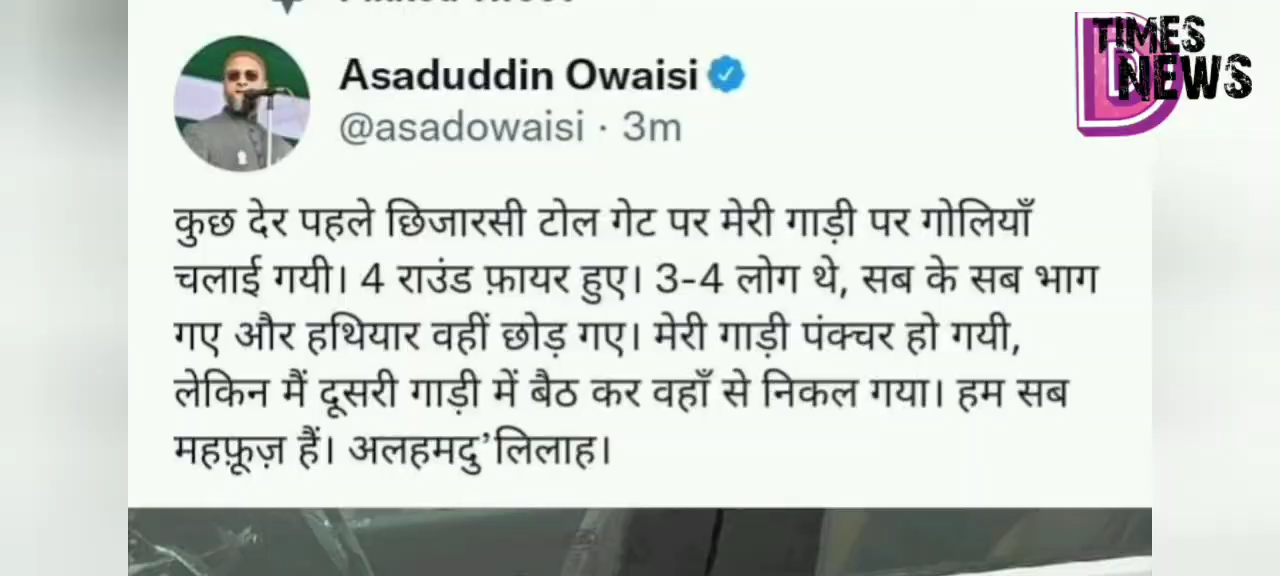 TIMES
NEWS
Asaduddin Owaisi
@asadowaisi · 3m
कुछ देर पहले छिजारसी टोल गेट पर मेरी गाड़ी पर गोलियाँ
चलाई गयी। 4 राउंड फ़ायर हुए। 3-4 लोग थे, सब के सब भाग
गए और हथियार वहीं छोड़ गए। मेरी गाड़ी पंक्चर हो गयी,
लेकिन मैं दूसरी गाड़ी में बैठ कर वहाँ से निकल गया। हम सब
महफ़ूज़ हैं। अलहमदु’लिलाह।